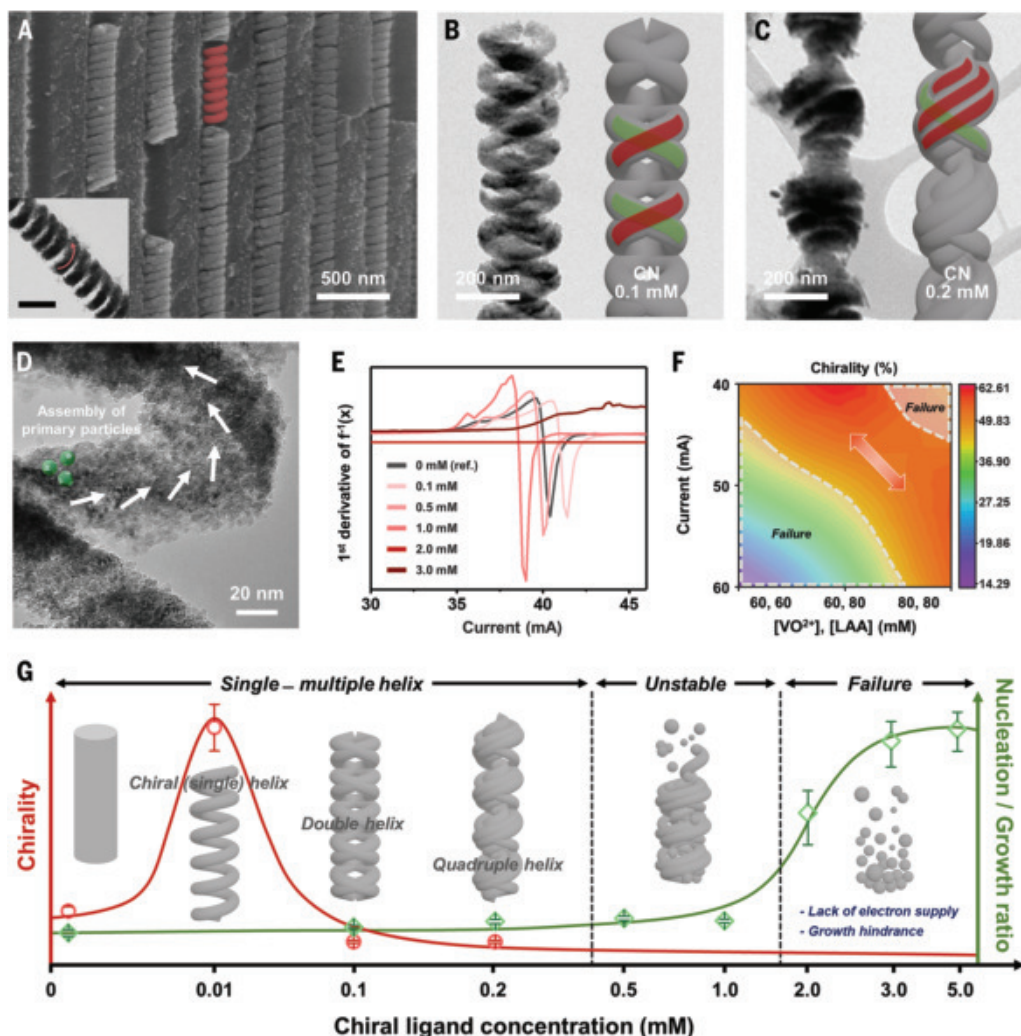 A
500 nm
B
200 nm
CN
0.1 mM
C
200 nm
CN
0.2 mM
D
Assembly of
primary particles
20 nm
E
1st derivative of f⁻¹(x)
0 mM (ref.)
0.1 mM
0.5 mM
1.0 mM
2.0 mM
3.0 mM
30 35 40 45
Current (mA)
F
Chirality (%)
Current (mA)
40
50
60
Failure
Failure
60, 60 60, 80 80, 80
[VO²⁺], [LAA] (mM)
62.61
49.83
36.90
27.25
19.86
14.29
G
Single – multiple helix
Unstable
Failure
Chirality
Chiral (single) helix
Double helix
Quadruple helix
- Lack of electron supply
- Growth hindrance
Nucleation / Growth ratio
0 0.01 0.1 0.2 0.5 1.0 2.0 3.0 5.0
Chiral ligand concentration (mM)